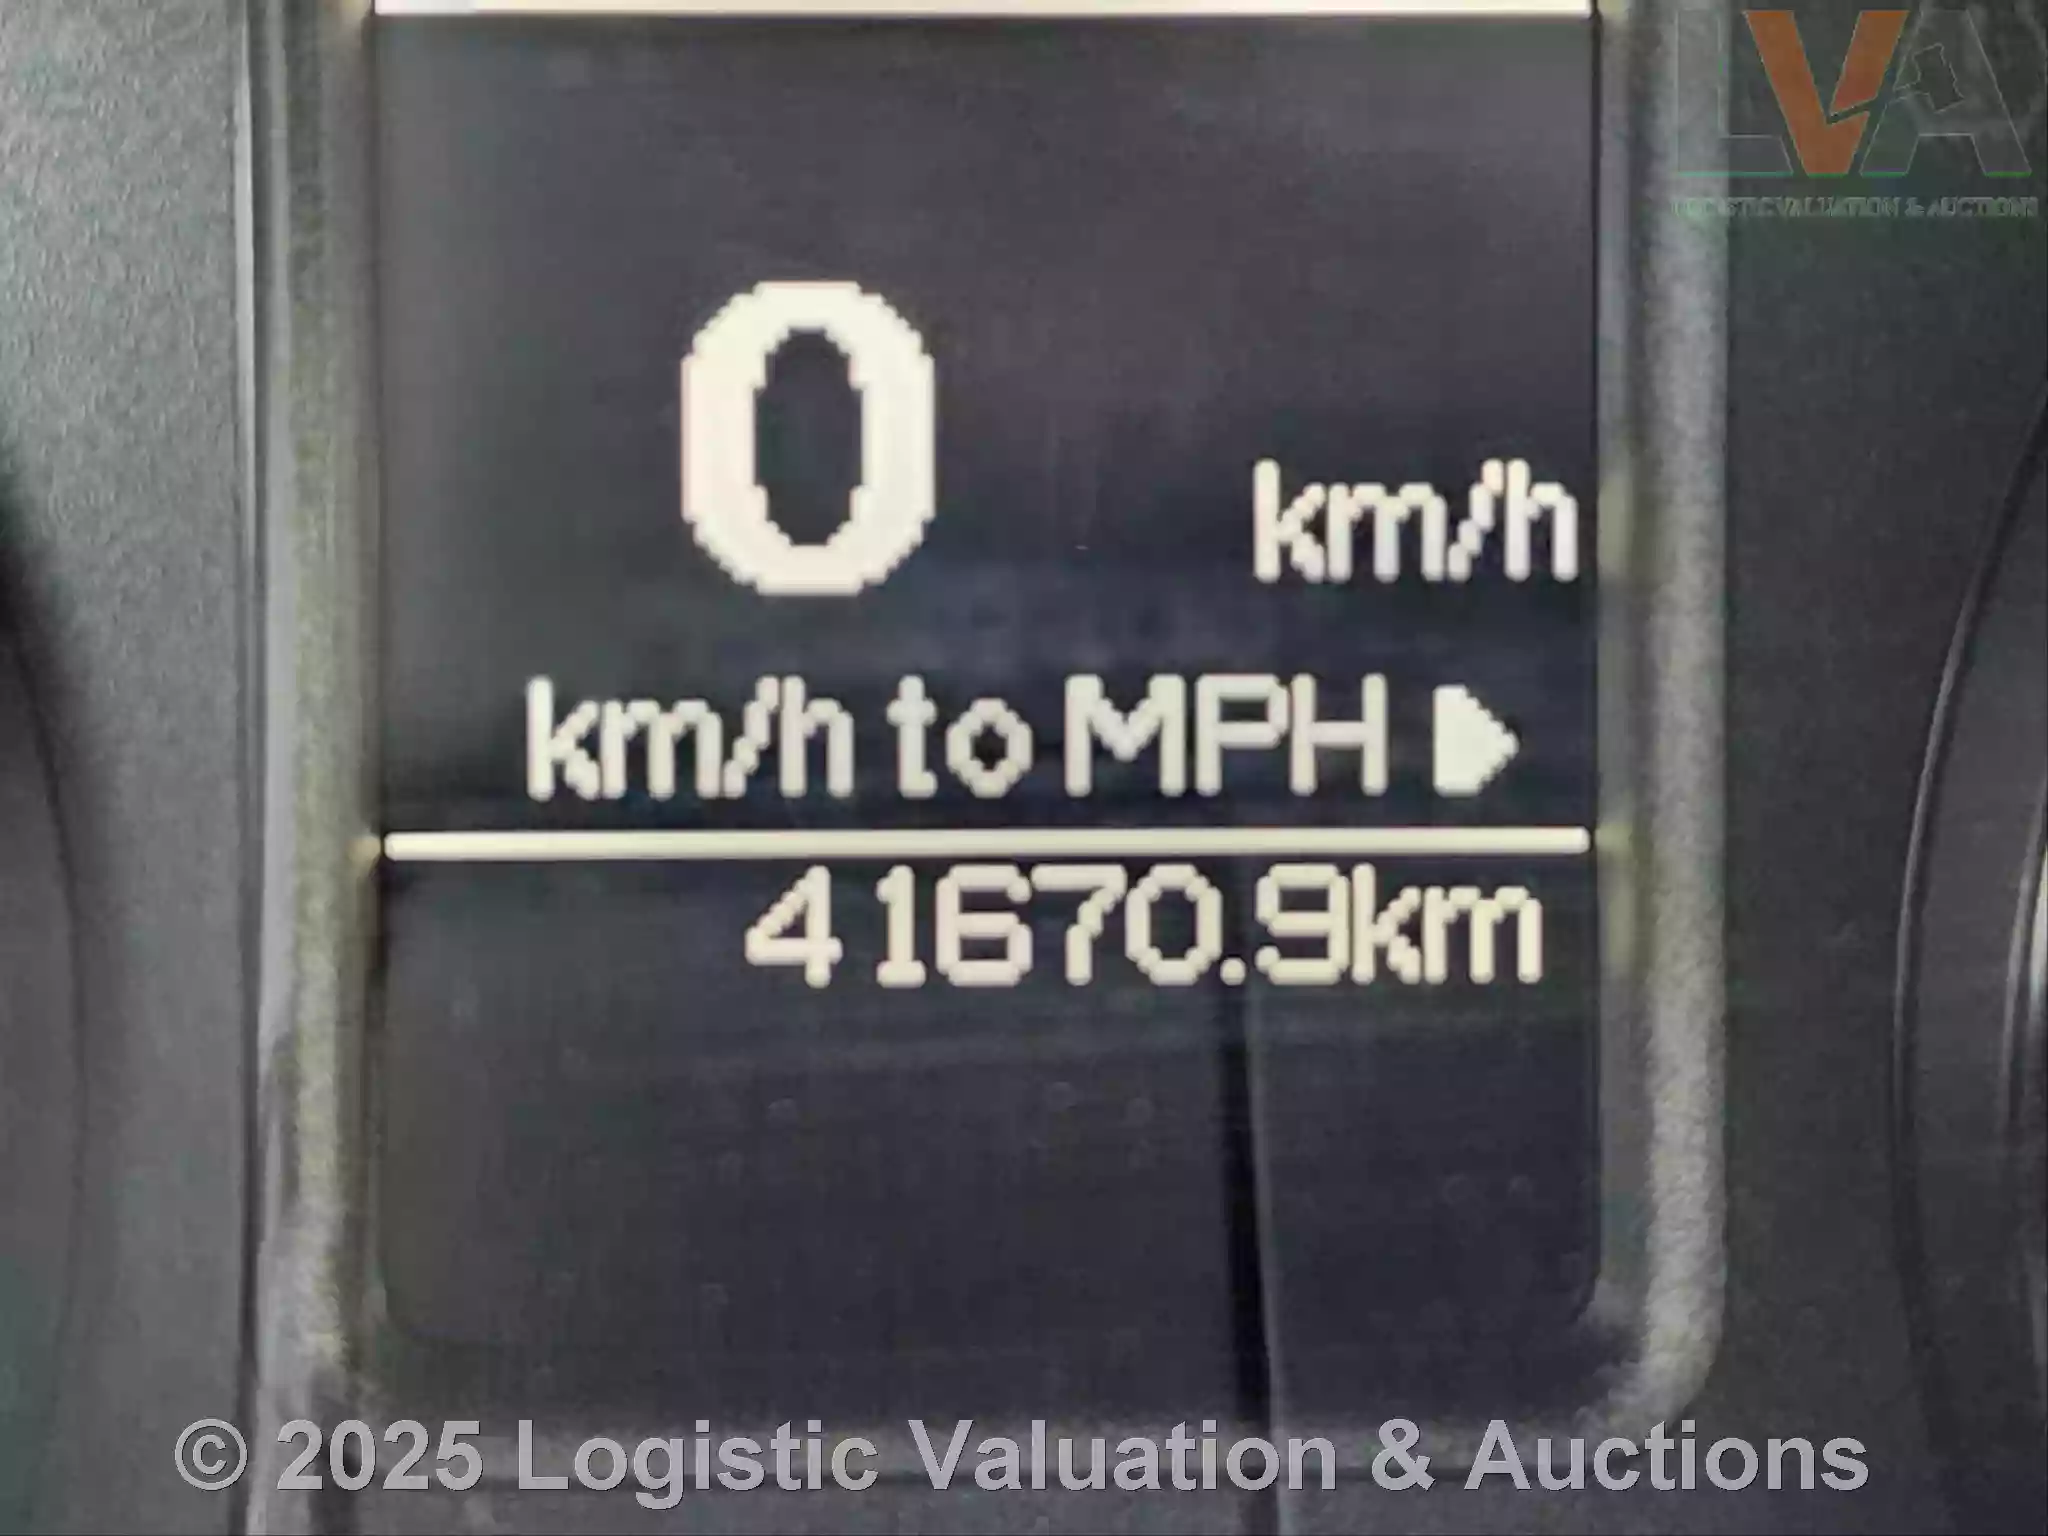 LVA
LOGISTIC VALUATION & AUCTIONS
0 km/h
km/h to MPH
41670.9km
© 2025 Logistic Valuation & Auctions